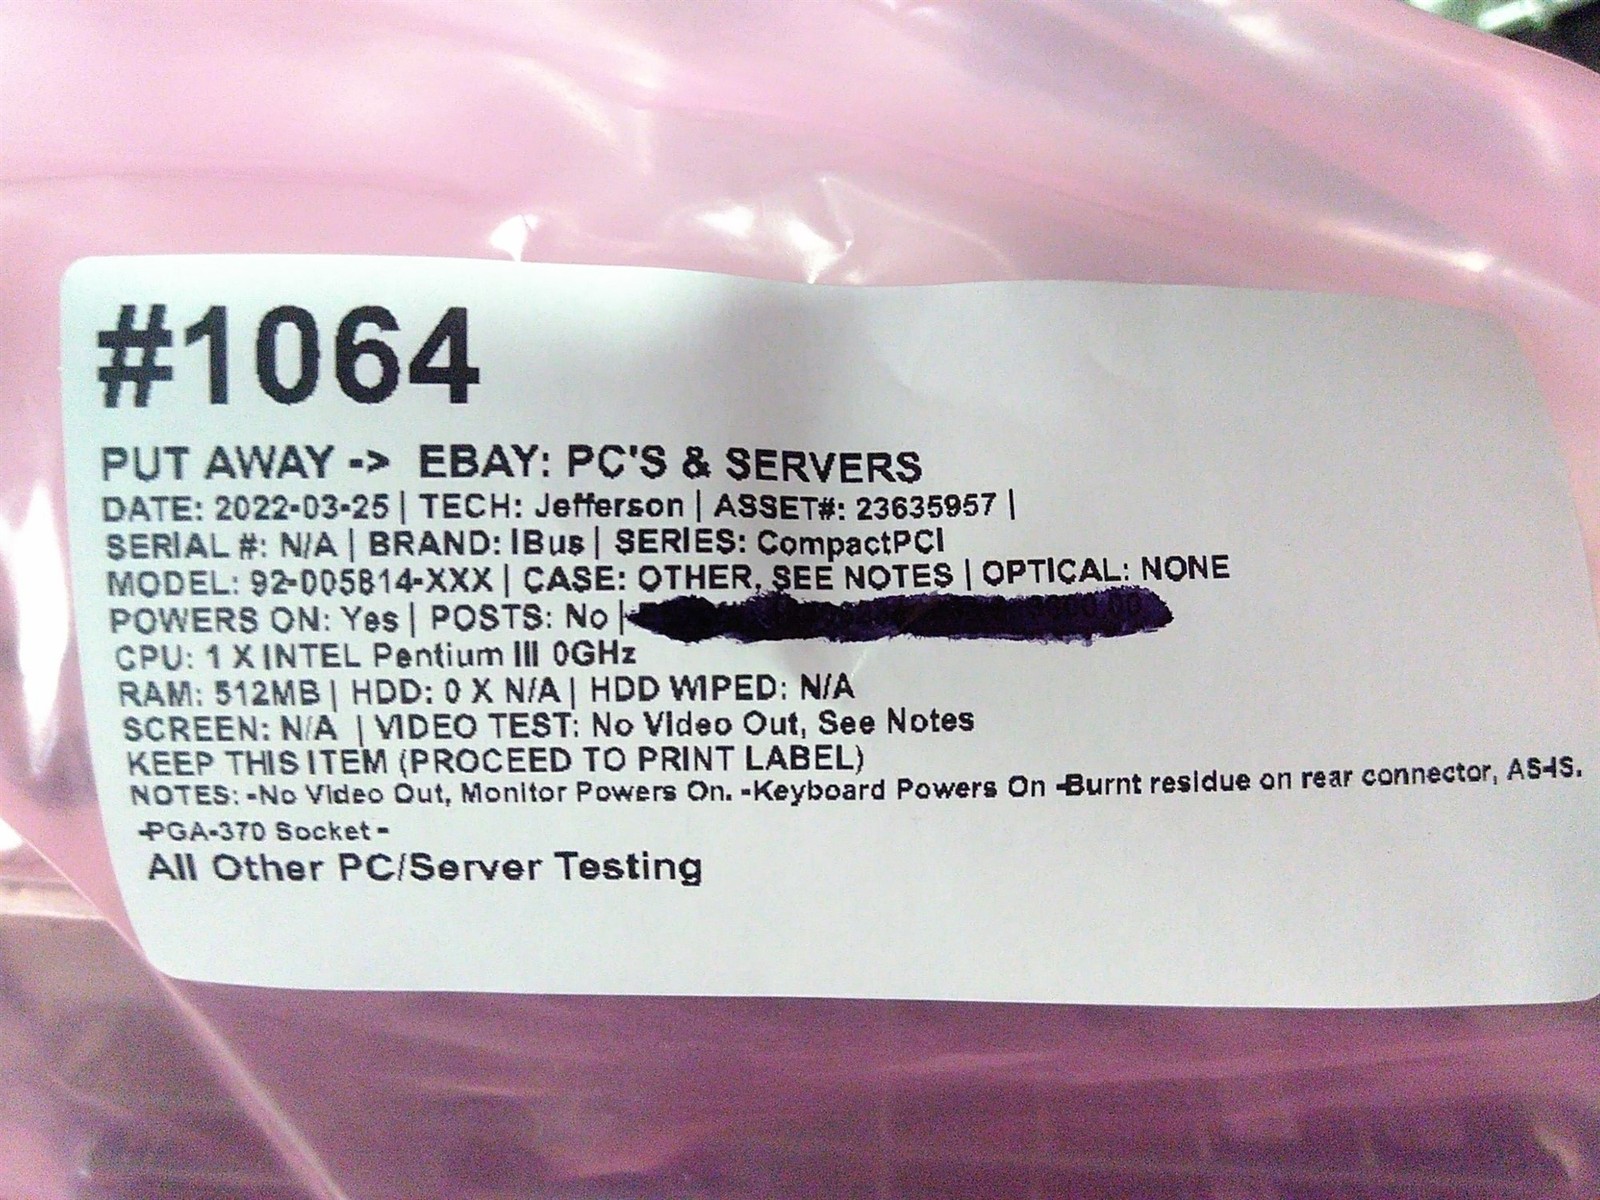 #1064
PUT AWAY -> EBAY: PC'S & SERVERS
DATE: 2022-03-25 | TECH: Jefferson | ASSET#: 23635957 |
SERIAL #: N/A | BRAND: IBus | SERIES: CompactPCI
MODEL: 92-005814-XXX | CASE: OTHER, SEE NOTES | OPTICAL: NONE
POWERS ON: Yes | POSTS: No |
CPU: 1 X INTEL Pentium III 0GHz
RAM: 512MB | HDD: 0 X N/A | HDD WIPED: N/A
SCREEN: N/A | VIDEO TEST: No Video Out, See Notes
KEEP THIS ITEM (PROCEED TO PRINT LABEL)
NOTES: -No Video Out, Monitor Powers On. -Keyboard Powers On -Burnt residue on rear connector, AS-IS.
-PGA-370 Socket-
All Other PC/Server Testing